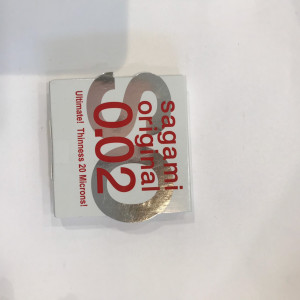 sagami
original
0.02
Ultimate! Thinness 20 Microns!